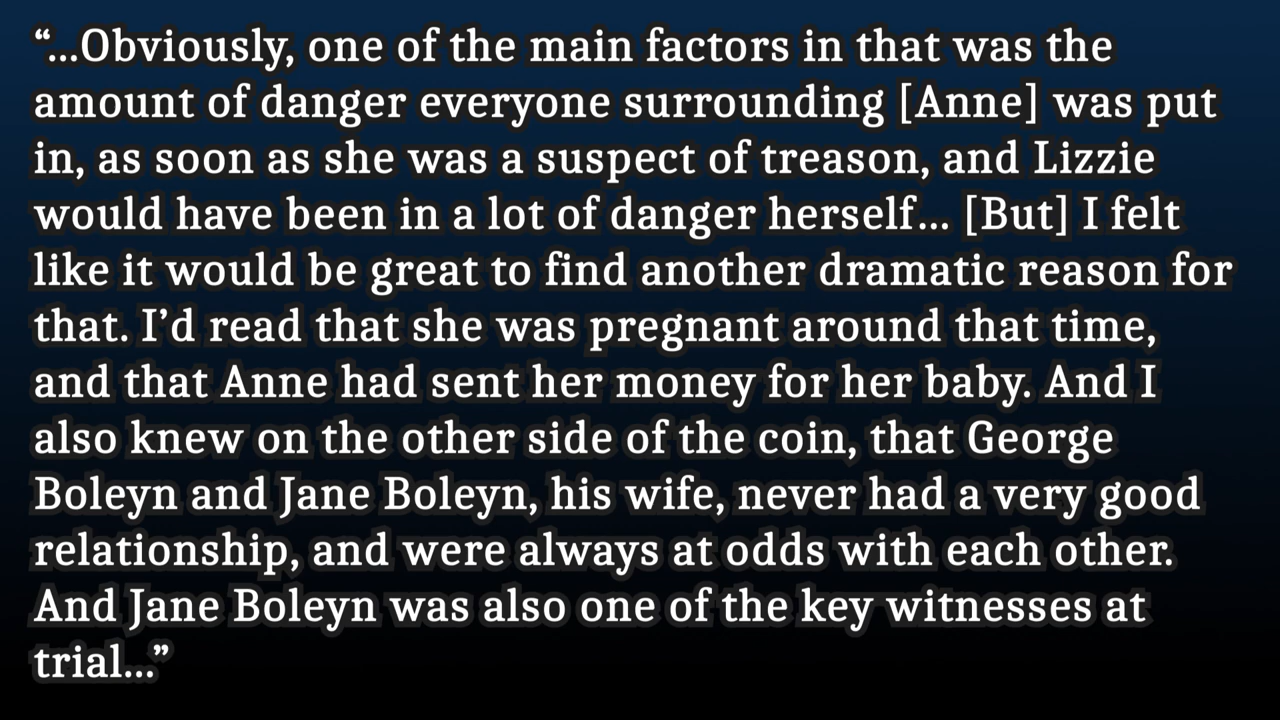 “...Obviously, one of the main factors in that was the
amount of danger everyone surrounding [Anne] was put
in, as soon as she was a suspect of treason, and Lizzie
would have been in a lot of danger herself... [But] I felt
like it would be great to find another dramatic reason for
that. I’d read that she was pregnant around that time,
and that Anne had sent her money for her baby. And I
also knew on the other side of the coin, that George
Boleyn and Jane Boleyn, his wife, never had a very good
relationship, and were always at odds with each other.
And Jane Boleyn was also one of the key witnesses at
trial...”